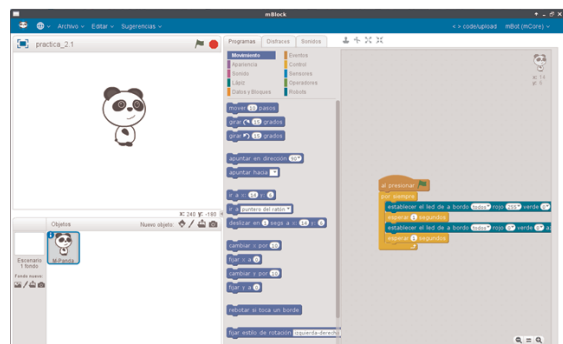 mBlock
Archivo Editar Sugerencias
<> code/upload mBot (mCore)
practica_2.1
Programas Disfraces Sonidos
Movimiento Eventos
Apariencia Control
Sonido Sensores
Lápiz Operadores
Datos y Bloques Robots
mover 10 pasos
girar 15 grados
girar 15 grados
apuntar en dirección 90
apuntar hacia
ir a x: y:
ir a puntero del ratón
deslizar en 1 segs a x: y:
cambiar x por 10
fijar x a 0
cambiar y por 10
fijar y a 0
rebotar si toca un borde
fijar estilo de rotación izquierda-derecha
al presionar
por siempre
establecer el led de a bordo todos rojo 255 verde 0
esperar 1 segundos
establecer el led de a bordo todos rojo 0 verde 0 a
esperar 1 segundos
X: 240 Y: -180
Objetos Nuevo objeto:
Escenario
1 fondo
Fondo nuevo:
M-Panda